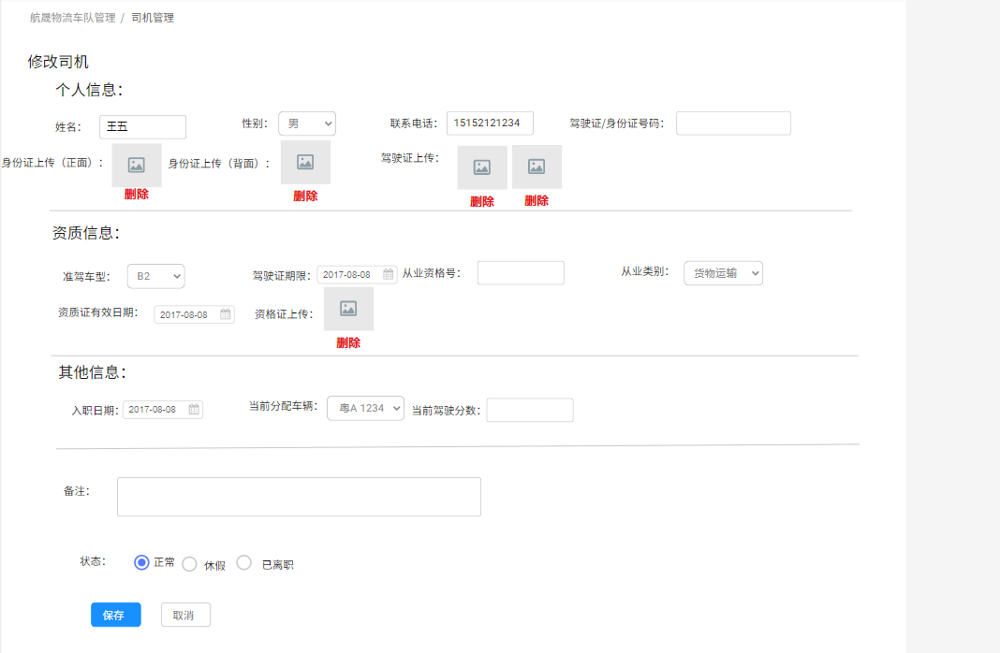 航晟物流车队管理 / 司机管理
修改司机
个人信息：
姓名： 王五 性别： 男 联系电话： 15152121234 驾驶证/身份证号码：
身份证上传（正面）： 身份证上传（背面）： 驾驶证上传：
删除 删除 删除 删除
资质信息：
准驾车型： B2 驾驶证期限： 2017-08-08 从业资格号： 从业类别： 货物运输
资质证有效日期： 2017-08-08 资格证上传：
删除
其他信息：
入职日期： 2017-08-08 当前分配车辆： 粤A 1234 当前驾驶分数：
备注：
状态： 正常 休假 已离职
保存 取消